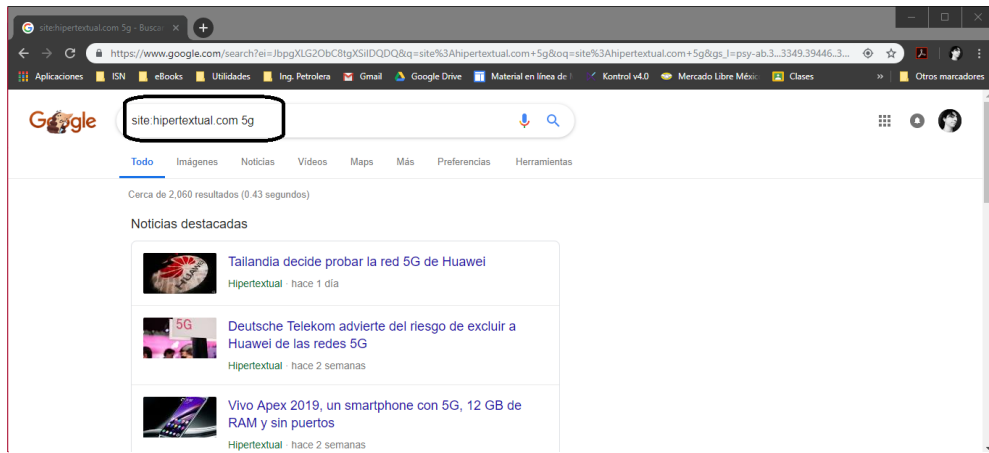 site:hipertextual.com 5g - Buscar
https://www.google.com/search?ei=JbpgXLG2ObC8tgXSilDQDQ&q=site%3Ahipertextual.com+5g&oq=site%3Ahipertextual.com+5g&gs_l=psy-ab.3...3349.39446..3...
Aplicaciones ISN eBooks Utilidades Ing. Petrolera Gmail Google Drive Material en línea de Kontrol v4.0 Mercado Libre Méxic Clases » Otros marcadores
Google
site:hipertextual.com 5g
Todo Imágenes Noticias Vídeos Maps Más Preferencias Herramientas
Cerca de 2,060 resultados (0.43 segundos)
Noticias destacadas
HUAWEI
Tailandia decide probar la red 5G de Huawei
Hipertextual - hace 1 día
5G
Deutsche Telekom advierte del riesgo de excluir a
Huawei de las redes 5G
Hipertextual - hace 2 semanas
Vivo Apex 2019, un smartphone con 5G, 12 GB de
RAM y sin puertos
Hipertextual - hace 2 semanas